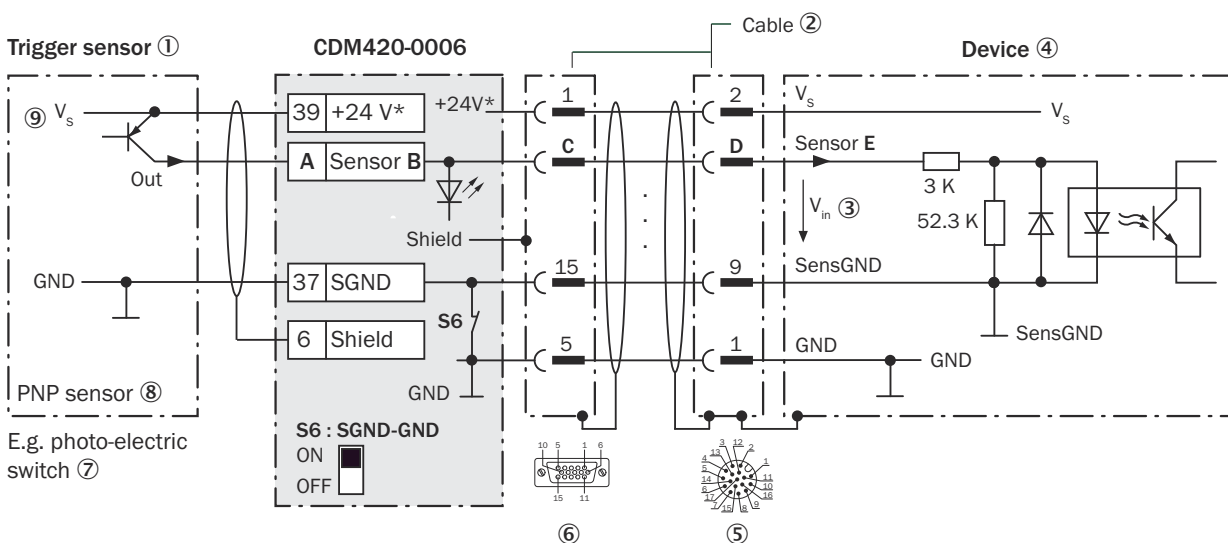 Cable ②
Trigger sensor ①
CDM420-0006
Device ④
⑨ Vs
39 +24 V*
+24V*
1
2
Vs
Vs
Out
A Sensor B
C
D
Sensor E
3 K
Vin ③
52.3 K
Shield
GND
37 SGND
15
9
SensGND
S6
6 Shield
SensGND
5
1
GND
GND
GND
PNP sensor ⑧
E.g. photo-electric
switch ⑦
S6 : SGND-GND
ON
OFF
10 5 1 6
15 11
3 12 2
13
4 1
5
14 11
6 10
17 16
7 15 8 9
⑥
⑤